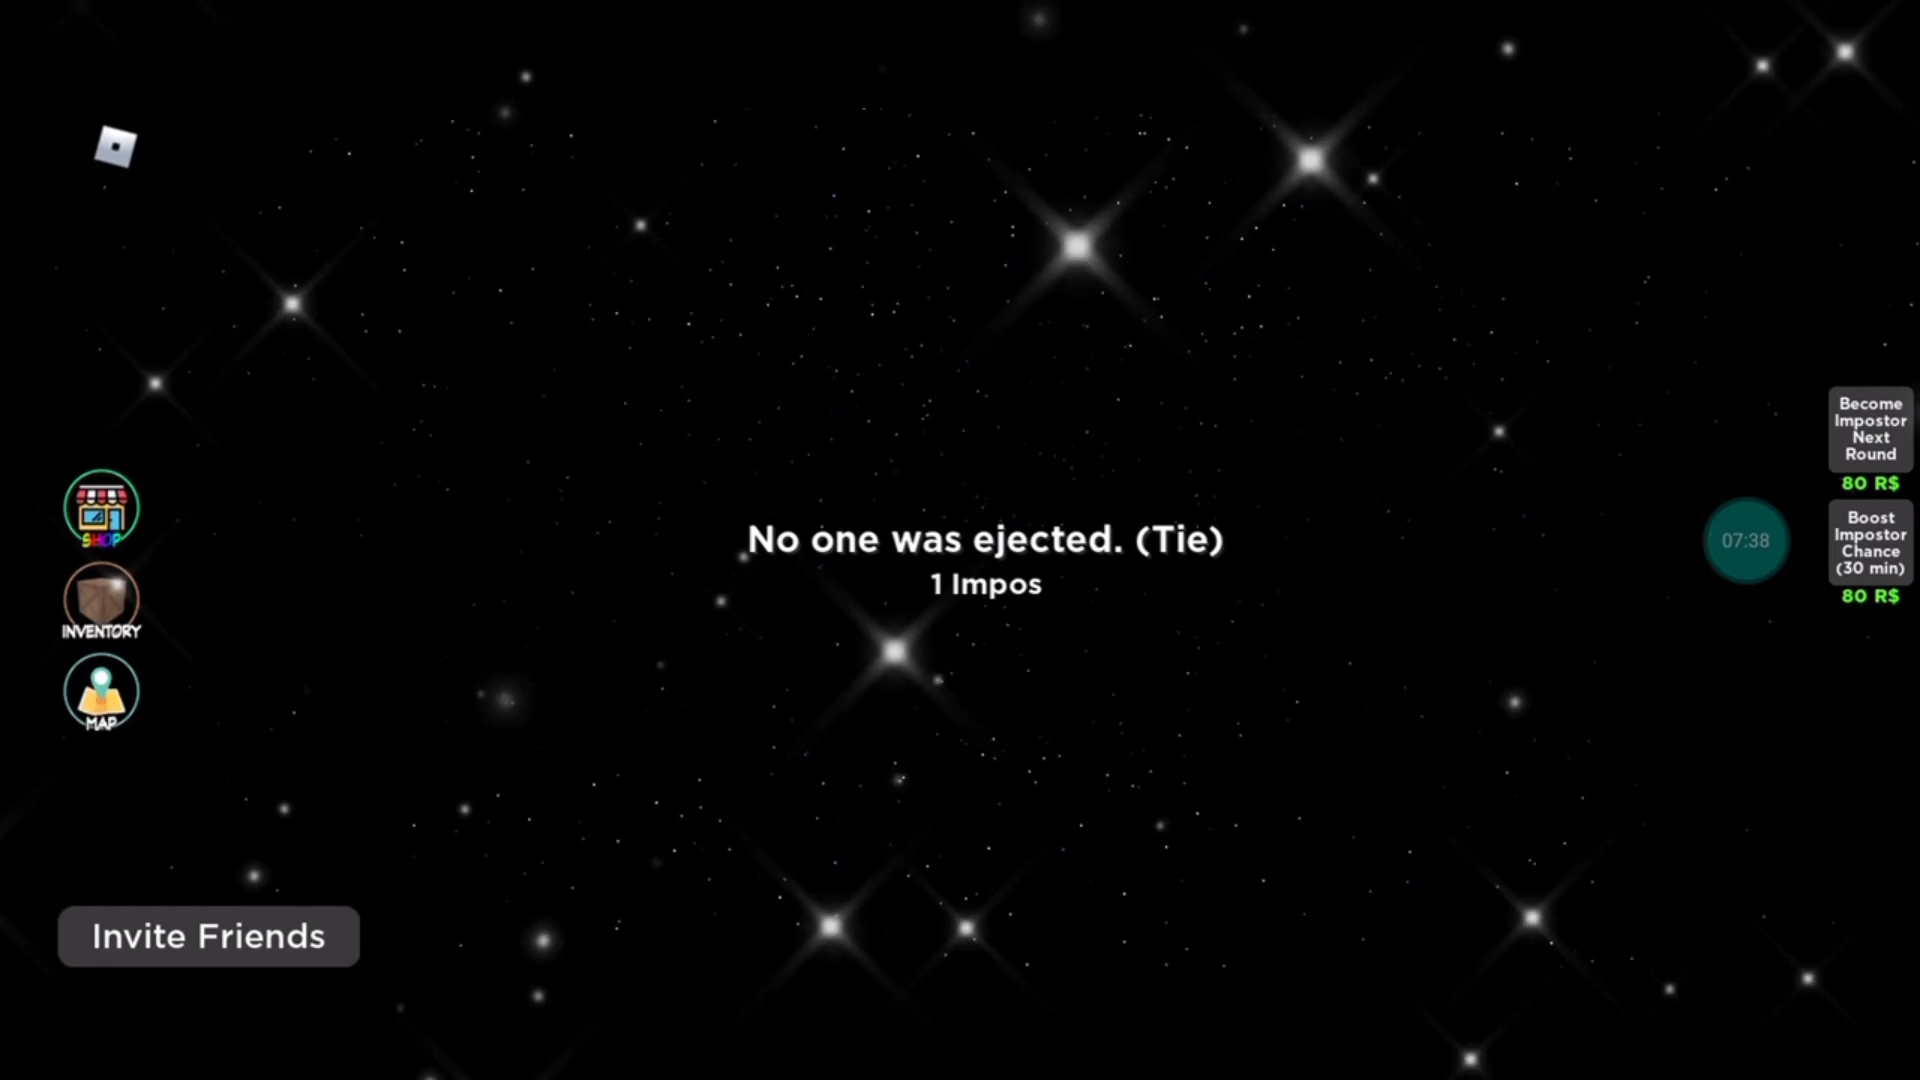 No one was ejected. (Tie)
1 Impos
SHOP
INVENTORY
MAP
Invite Friends
07:38
Become
Impostor
Next
Round
80 R$
Boost
Impostor
Chance
(30 min)
80 R$